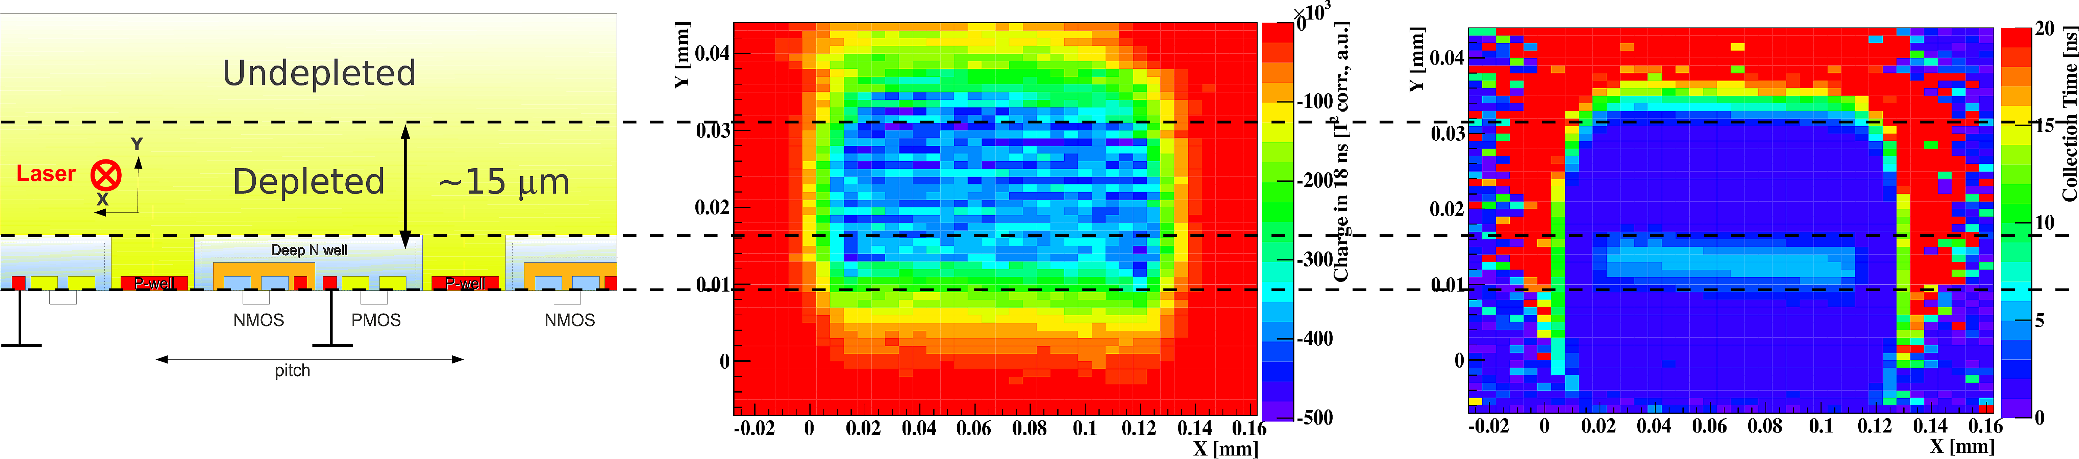 Undepleted
Y
Laser
X
Depleted
~15 μm
Deep N well
P-well
P-well
NMOS
PMOS
NMOS
pitch
Y [mm]
0.04
0.03
0.02
0.01
0
-0.02
0
0.02
0.04
0.06
0.08
0.1
0.12
0.14
0.16
X [mm]
×10³
0
-100
-200
-300
-400
-500
Charge in 18 ns [I² corr., a.u.]
Y [mm]
0.04
0.03
0.02
0.01
0
-0.02
0
0.02
0.04
0.06
0.08
0.1
0.12
0.14
0.16
X [mm]
20
15
10
5
0
Collection Time [ns]